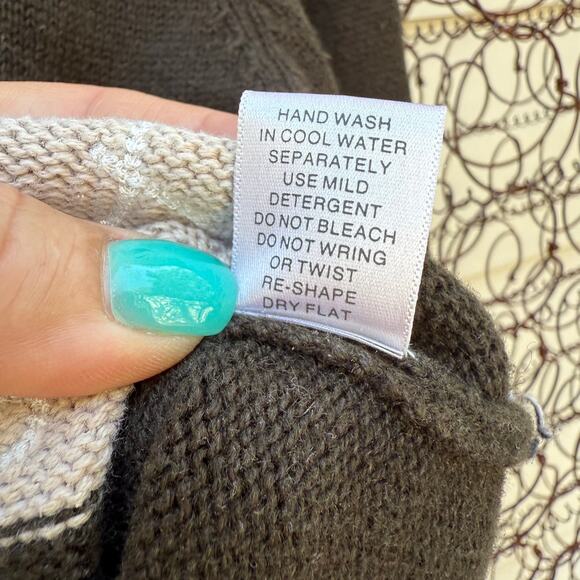 HAND WASH
IN COOL WATER
SEPARATELY
USE MILD
DETERGENT
DO NOT BLEACH
DO NOT WRING
OR TWIST
RE-SHAPE
DRY FLAT